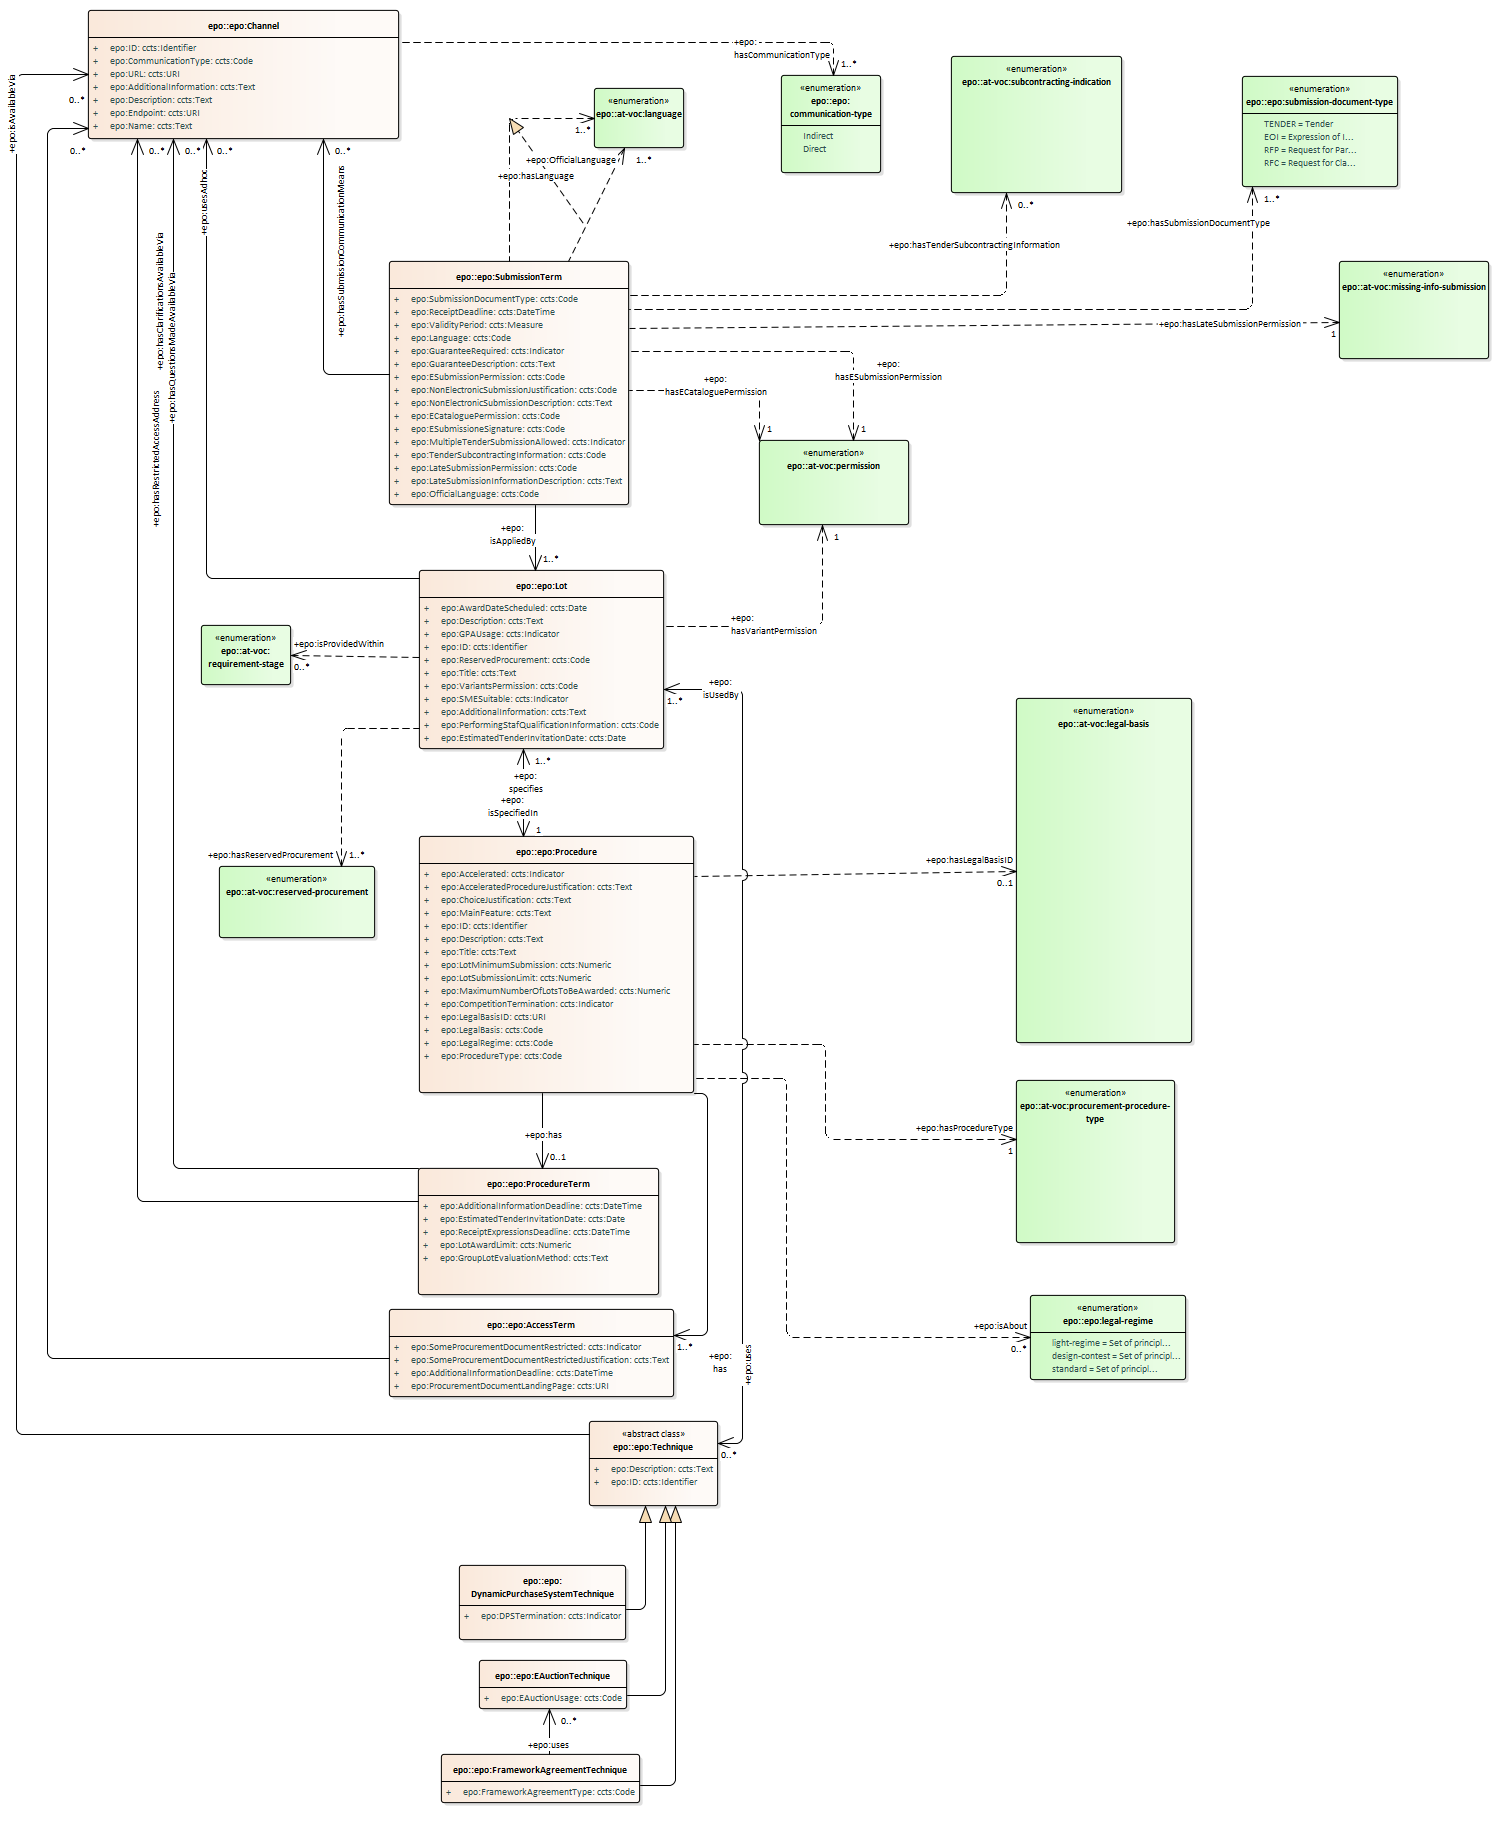 epo::epo:Channel
+ epo:ID: ccts:Identifier
+ epo:CommunicationType: ccts:Code
+ epo:URL: ccts:URI
+ epo:AdditionalInformation: ccts:Text
+ epo:Description: ccts:Text
+ epo:Endpoint: ccts:URI
+ epo:Name: ccts:Text
+epo:isAvailableVia
0..*
0..*
0..*
0..*
0..*
0..*
+epo:usesAdhoc
+epo:hasSubmissionCommunicationMeans
+epo:hasClarificationsAvailableVia
+epo:hasQuestionsMadeAvailableVia
+epo:hasRestrictedAccessAddress
+epo:
hasCommunicationType
1..*
«enumeration»
epo::epo:
communication-type
Indirect
Direct
«enumeration»
epo::at-voc:language
1..*
+epo:OfficialLanguage
1..*
+epo:hasLanguage
«enumeration»
epo::at-voc:subcontracting-indication
0..*
+epo:hasTenderSubcontractingInformation
«enumeration»
epo::epo:submission-document-type
TENDER = Tender
EOI = Expression of I...
RFP = Request for Par...
RFC = Request for Cla...
1..*
+epo:hasSubmissionDocumentType
«enumeration»
epo::at-voc:missing-info-submission
+epo:hasLateSubmissionPermission
1
epo::epo:SubmissionTerm
+ epo:SubmissionDocumentType: ccts:Code
+ epo:ReceiptDeadline: ccts:DateTime
+ epo:ValidityPeriod: ccts:Measure
+ epo:Language: ccts:Code
+ epo:GuaranteeRequired: ccts:Indicator
+ epo:GuaranteeDescription: ccts:Text
+ epo:ESubmissionPermission: ccts:Code
+ epo:NonElectronicSubmissionJustification: ccts:Code
+ epo:NonElectronicSubmissionDescription: ccts:Text
+ epo:ECataloguePermission: ccts:Code
+ epo:ESubmissioneSignature: ccts:Code
+ epo:MultipleTenderSubmissionAllowed: ccts:Indicator
+ epo:TenderSubcontractingInformation: ccts:Code
+ epo:LateSubmissionPermission: ccts:Code
+ epo:LateSubmissionInformationDescription: ccts:Text
+ epo:OfficialLanguage: ccts:Code
+epo:
hasESubmissionPermission
+epo:
hasECataloguePermission
1
1
«enumeration»
epo::at-voc:permission
1
+epo:
isAppliedBy
1..*
epo::epo:Lot
+ epo:AwardDateScheduled: ccts:Date
+ epo:Description: ccts:Text
+ epo:GPAUsage: ccts:Indicator
+ epo:ID: ccts:Identifier
+ epo:ReservedProcurement: ccts:Code
+ epo:Title: ccts:Text
+ epo:VariantsPermission: ccts:Code
+ epo:SMESuitable: ccts:Indicator
+ epo:AdditionalInformation: ccts:Text
+ epo:PerformingStafQualificationInformation: ccts:Code
+ epo:EstimatedTenderInvitationDate: ccts:Date
+epo:
hasVariantPermission
«enumeration»
epo::at-voc:
requirement-stage
+epo:isProvidedWithin
0..*
+epo:
isUsedBy
1..*
1..*
+epo:
specifies
+epo:
isSpecifiedIn
1
+epo:hasReservedProcurement
1..*
«enumeration»
epo::at-voc:reserved-procurement
«enumeration»
epo::at-voc:legal-basis
epo::epo:Procedure
+ epo:Accelerated: ccts:Indicator
+ epo:AcceleratedProcedureJustification: ccts:Text
+ epo:ChoiceJustification: ccts:Text
+ epo:MainFeature: ccts:Text
+ epo:ID: ccts:Identifier
+ epo:Description: ccts:Text
+ epo:Title: ccts:Text
+ epo:LotMinimumSubmission: ccts:Numeric
+ epo:LotSubmissionLimit: ccts:Numeric
+ epo:MaximumNumberOfLotsToBeAwarded: ccts:Numeric
+ epo:CompetitionTermination: ccts:Indicator
+ epo:LegalBasisID: ccts:URI
+ epo:LegalBasis: ccts:Code
+ epo:LegalRegime: ccts:Code
+ epo:ProcedureType: ccts:Code
+epo:hasLegalBasisID
0..1
«enumeration»
epo::at-voc:procurement-procedure-
type
+epo:hasProcedureType
1
+epo:has
0..1
epo::epo:ProcedureTerm
+ epo:AdditionalInformationDeadline: ccts:DateTime
+ epo:EstimatedTenderInvitationDate: ccts:Date
+ epo:ReceiptExpressionsDeadline: ccts:DateTime
+ epo:LotAwardLimit: ccts:Numeric
+ epo:GroupLotEvaluationMethod: ccts:Text
«enumeration»
epo::epo:legal-regime
light-regime = Set of principl...
design-contest = Set of principl...
standard = Set of principl...
+epo:isAbout
0..*
epo::epo:AccessTerm
+ epo:SomeProcurementDocumentRestricted: ccts:Indicator
+ epo:SomeProcurementDocumentRestrictedJustification: ccts:Text
+ epo:AdditionalInformationDeadline: ccts:DateTime
+ epo:ProcurementDocumentLandingPage: ccts:URI
1..*
+epo:
has
+epo:uses
«abstract class»
epo::epo:Technique
+ epo:Description: ccts:Text
+ epo:ID: ccts:Identifier
0..*
epo::epo:
DynamicPurchaseSystemTechnique
+ epo:DPSTermination: ccts:Indicator
epo::epo:EAuctionTechnique
+ epo:EAuctionUsage: ccts:Code
0..*
+epo:uses
epo::epo:FrameworkAgreementTechnique
+ epo:FrameworkAgreementType: ccts:Code